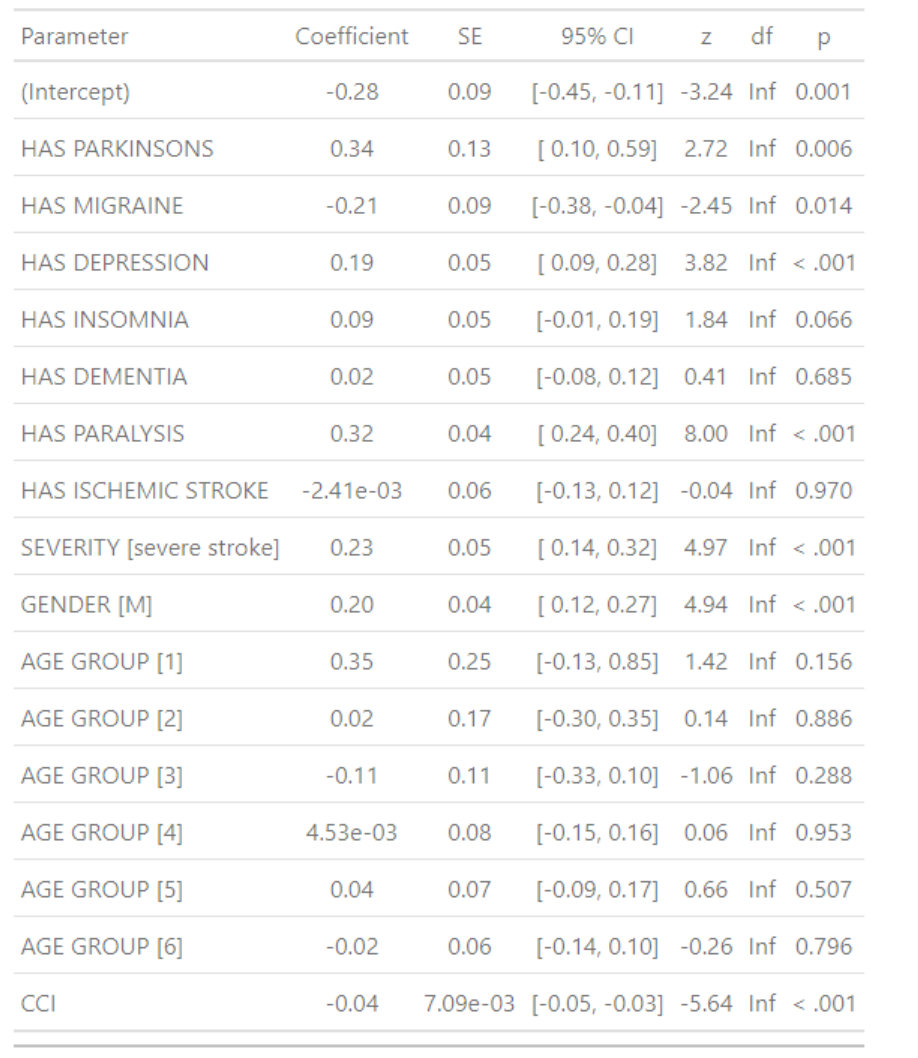 Parameter Coefficient SE 95% CI z df p
(Intercept) -0.28 0.09 [-0.45, -0.11] -3.24 Inf 0.001
HAS PARKINSONS 0.34 0.13 [ 0.10, 0.59] 2.72 Inf 0.006
HAS MIGRAINE -0.21 0.09 [-0.38, -0.04] -2.45 Inf 0.014
HAS DEPRESSION 0.19 0.05 [ 0.09, 0.28] 3.82 Inf < .001
HAS INSOMNIA 0.09 0.05 [-0.01, 0.19] 1.84 Inf 0.066
HAS DEMENTIA 0.02 0.05 [-0.08, 0.12] 0.41 Inf 0.685
HAS PARALYSIS 0.32 0.04 [ 0.24, 0.40] 8.00 Inf < .001
HAS ISCHEMIC STROKE -2.41e-03 0.06 [-0.13, 0.12] -0.04 Inf 0.970
SEVERITY [severe stroke] 0.23 0.05 [ 0.14, 0.32] 4.97 Inf < .001
GENDER [M] 0.20 0.04 [ 0.12, 0.27] 4.94 Inf < .001
AGE GROUP [1] 0.35 0.25 [-0.13, 0.85] 1.42 Inf 0.156
AGE GROUP [2] 0.02 0.17 [-0.30, 0.35] 0.14 Inf 0.886
AGE GROUP [3] -0.11 0.11 [-0.33, 0.10] -1.06 Inf 0.288
AGE GROUP [4] 4.53e-03 0.08 [-0.15, 0.16] 0.06 Inf 0.953
AGE GROUP [5] 0.04 0.07 [-0.09, 0.17] 0.66 Inf 0.507
AGE GROUP [6] -0.02 0.06 [-0.14, 0.10] -0.26 Inf 0.796
CCI -0.04 7.09e-03 [-0.05, -0.03] -5.64 Inf < .001